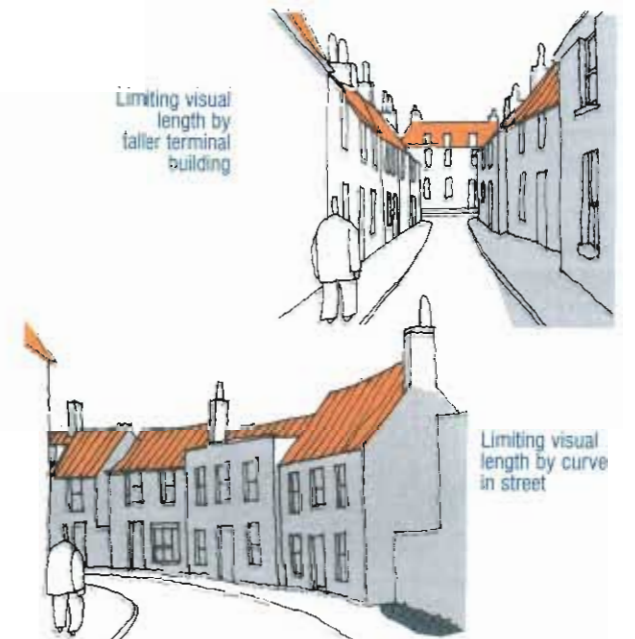 Limiting visual
length by
taller terminal
building
Limiting visual
length by curve
in street